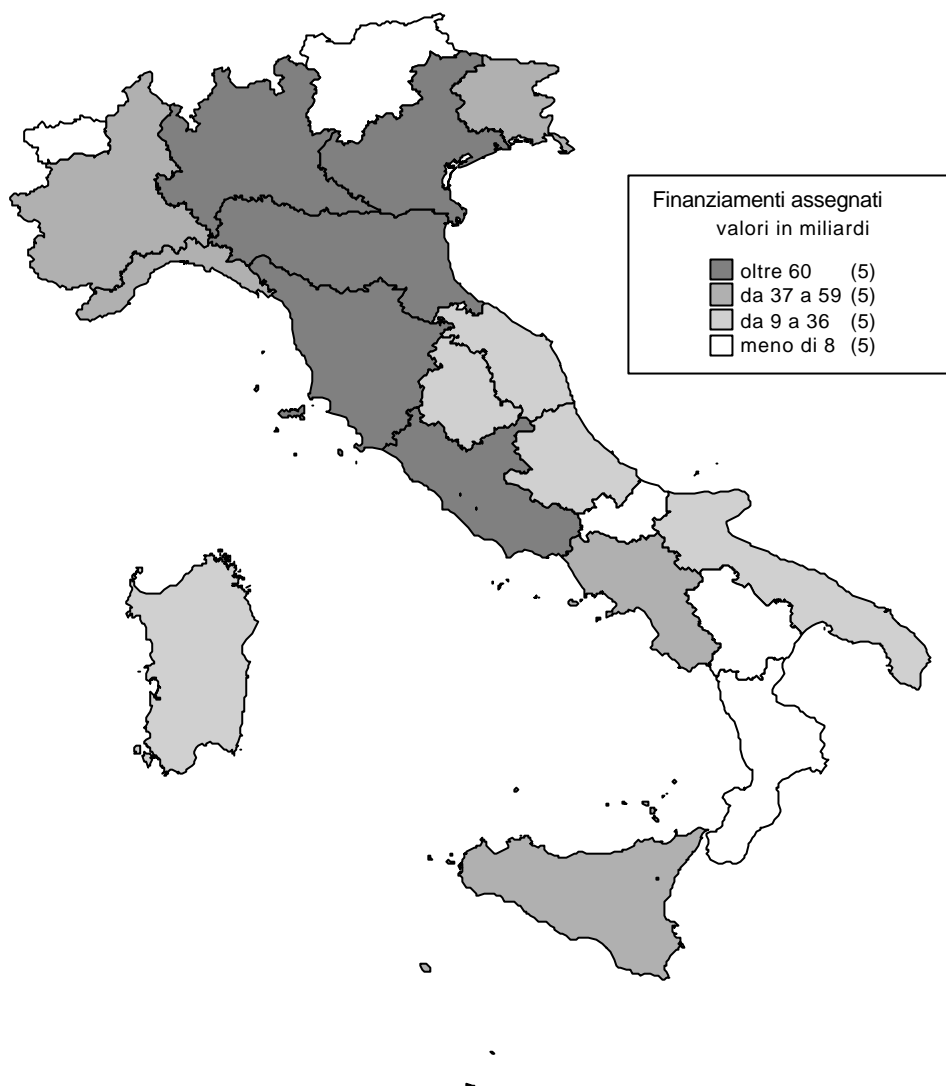 Finanziamenti assegnati
valori in miliardi
oltre 60 (5)
da 37 a 59 (5)
da 9 a 36 (5)
meno di 8 (5)